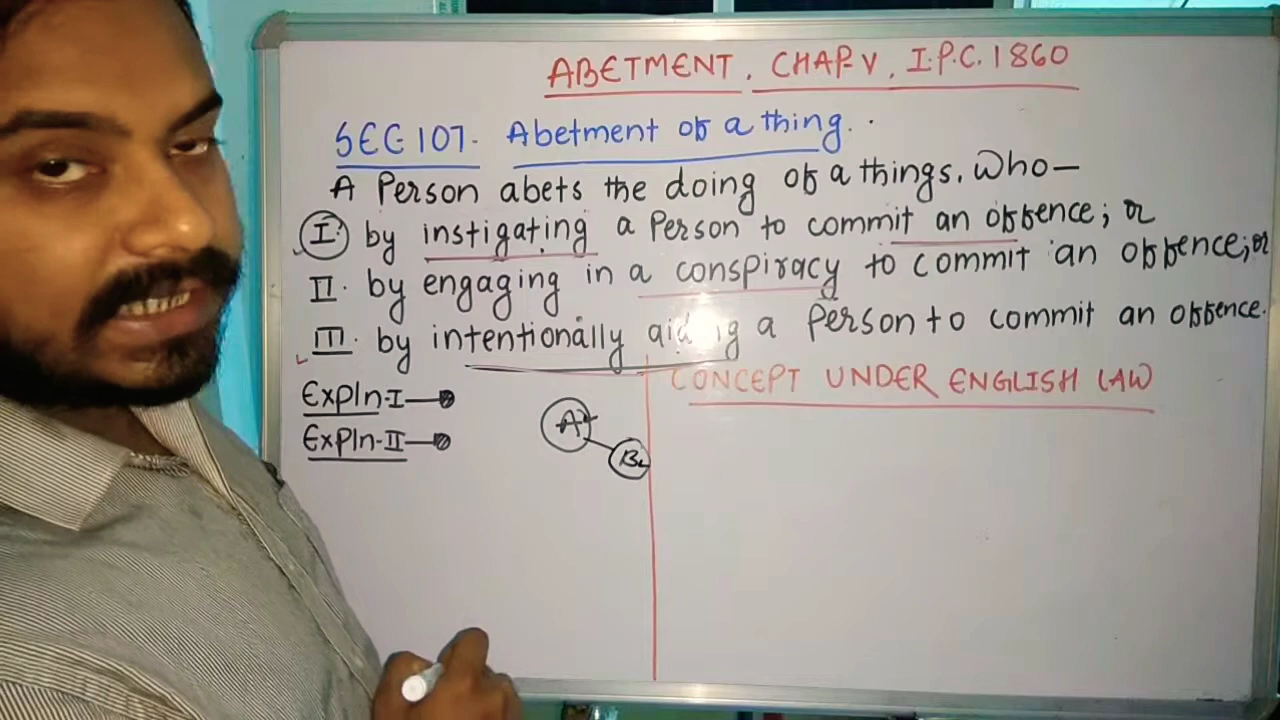 ABETMENT, CHAP-V, I.P.C. 1860
SEC-107. Abetment of a thing.
A Person abets the doing of a things, who—
I. by instigating a Person to commit an offence; or
II. by engaging in a conspiracy to commit an offence; or
III. by intentionally aiding a Person to commit an offence.
CONCEPT UNDER ENGLISH LAW
Expln-I
Expln-II
A
B